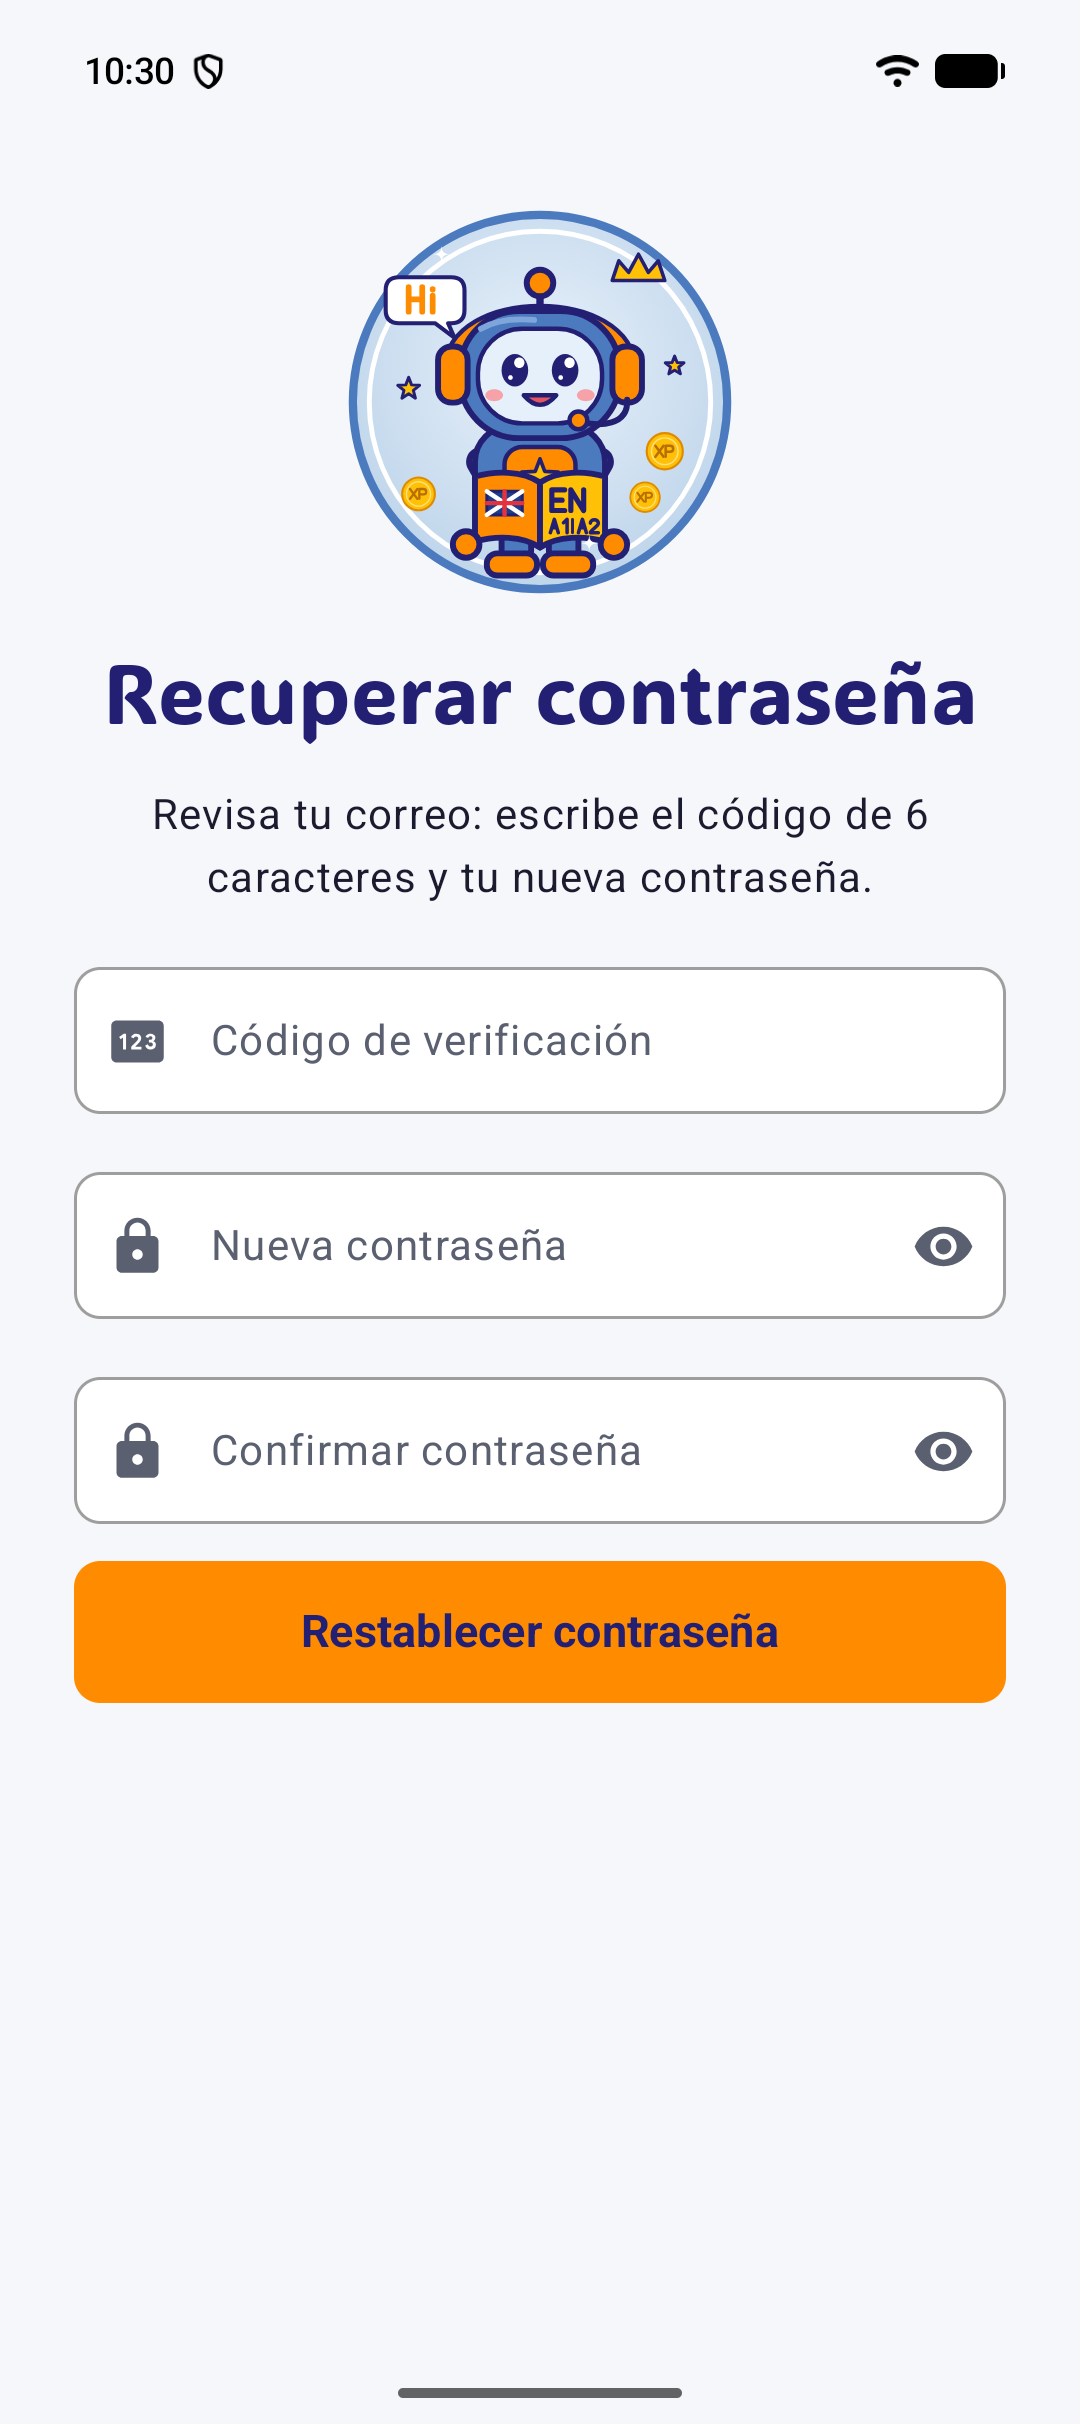 10:30
Hi
XP
XP
XP
EN
A1|A2
Recuperar contraseña
Revisa tu correo: escribe el código de 6
caracteres y tu nueva contraseña.
123
Código de verificación
Nueva contraseña
Confirmar contraseña
Restablecer contraseña